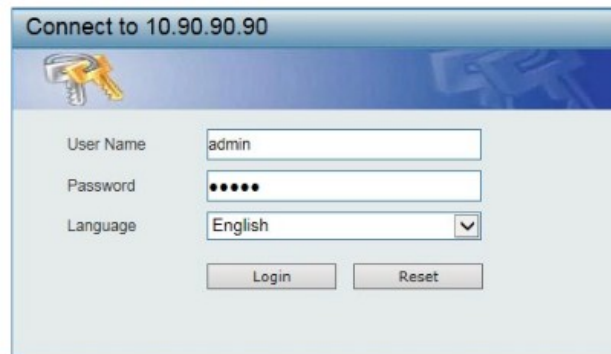 Connect to 10.90.90.90
User Name admin
Password •••••
Language English
Login Reset